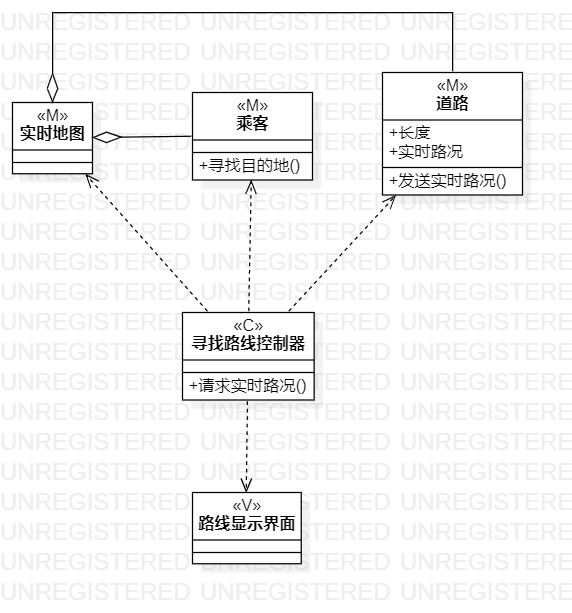 «M»
实时地图
«M»
乘客
+寻找目的地()
«M»
道路
+长度
+实时路况
+发送实时路况()
«C»
寻找路线控制器
+请求实时路况()
«V»
路线显示界面
UNREGISTERED UNREGISTERED UNREGISTERED